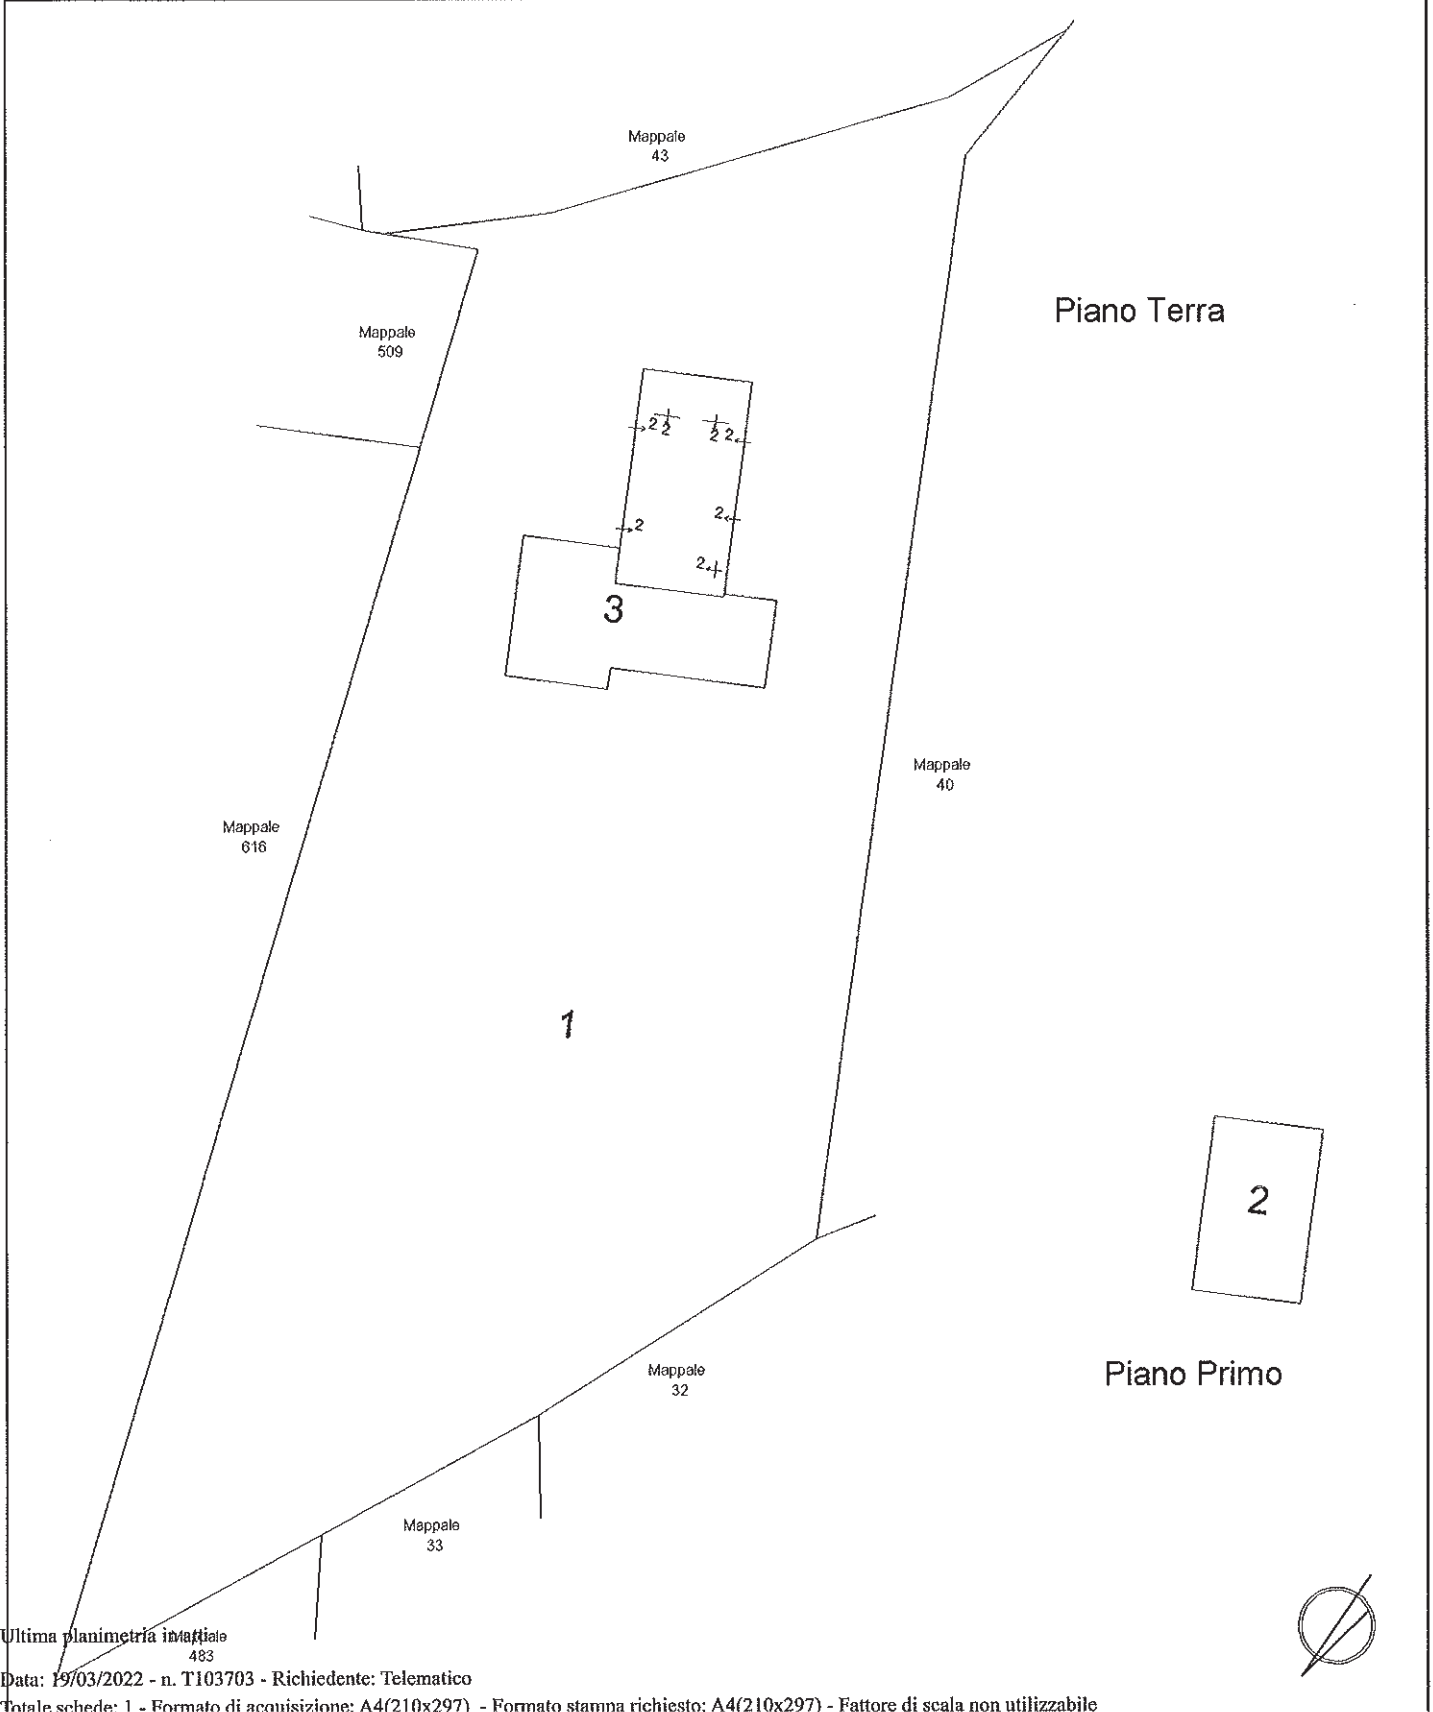 Mappale
43
Piano Terra
Mappale
509
2
2
2
2
2
2
2
3
Mappale
40
Mappale
616
1
2
Mappale
32
Piano Primo
Mappale
33
Ultima planimetria in atti
Mappale
483
Data: 19/03/2022 - n. T103703 - Richiedente: Telematico
Totale schede: 1 - Formato di acquisizione: A4(210x297) - Formato stampa richiesto: A4(210x297) - Fattore di scala non utilizzabile